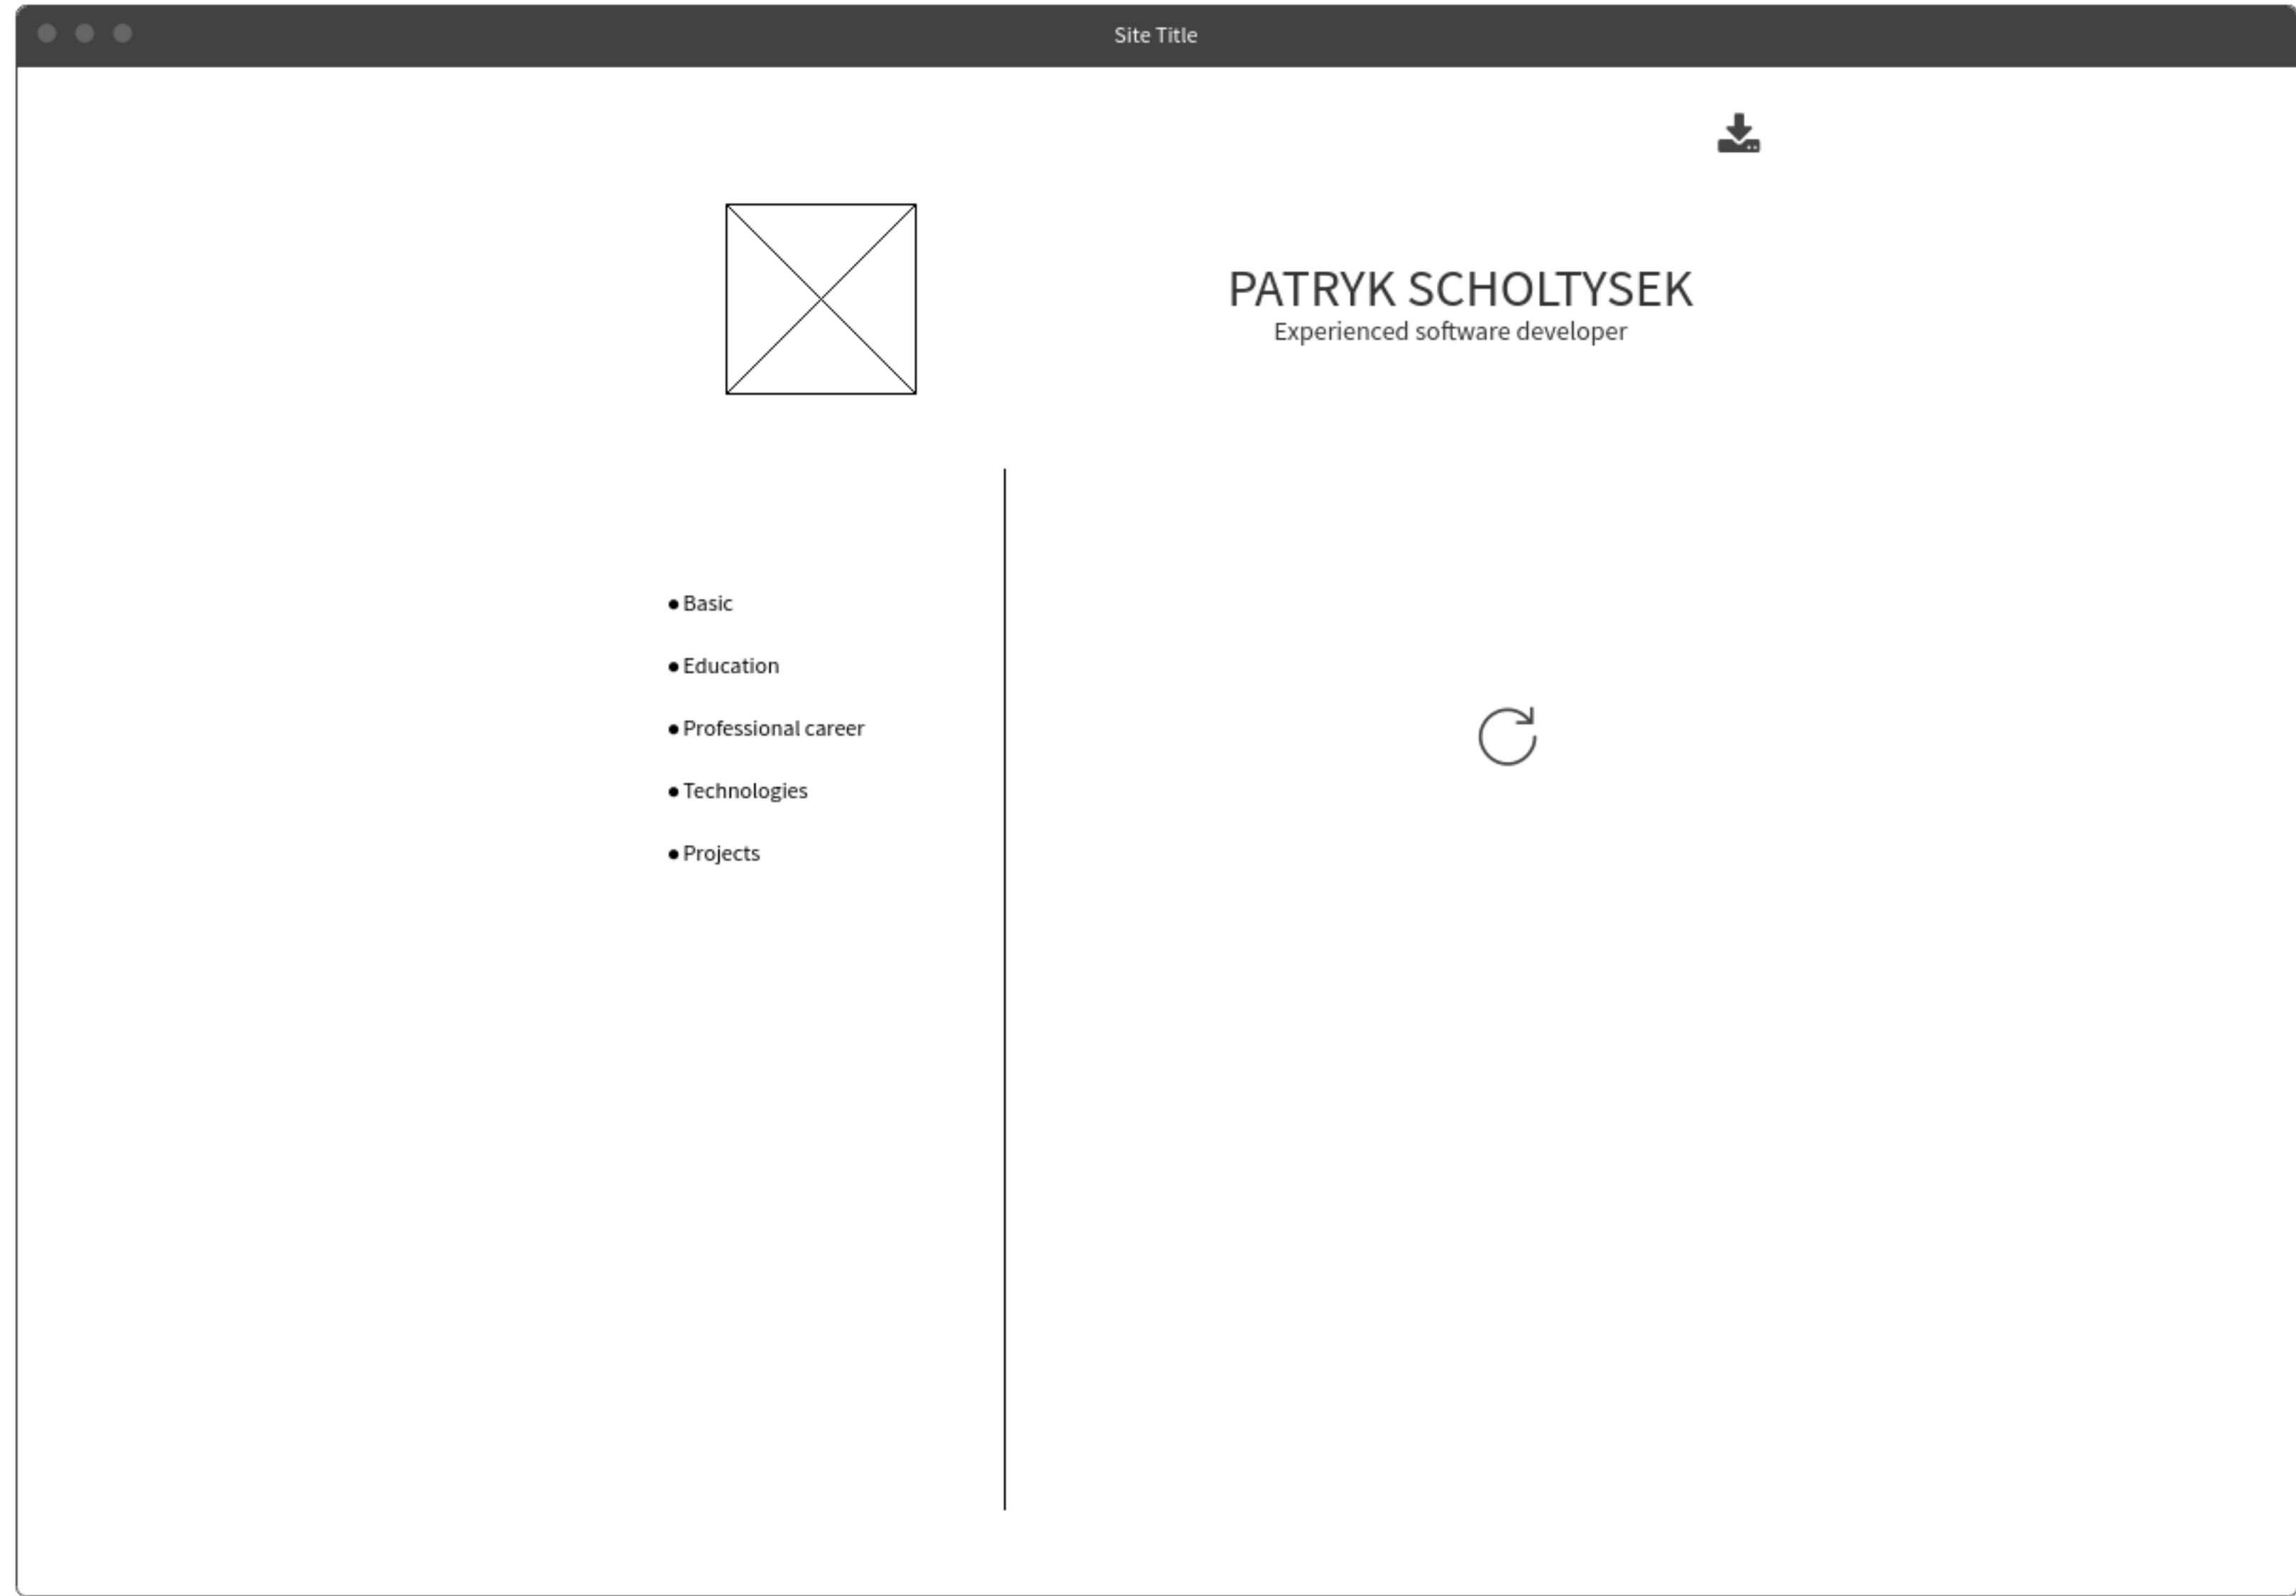 Site Title
PATRYK SCHOLTYSEK
Experienced software developer
Basic
Education
Professional career
Technologies
Projects